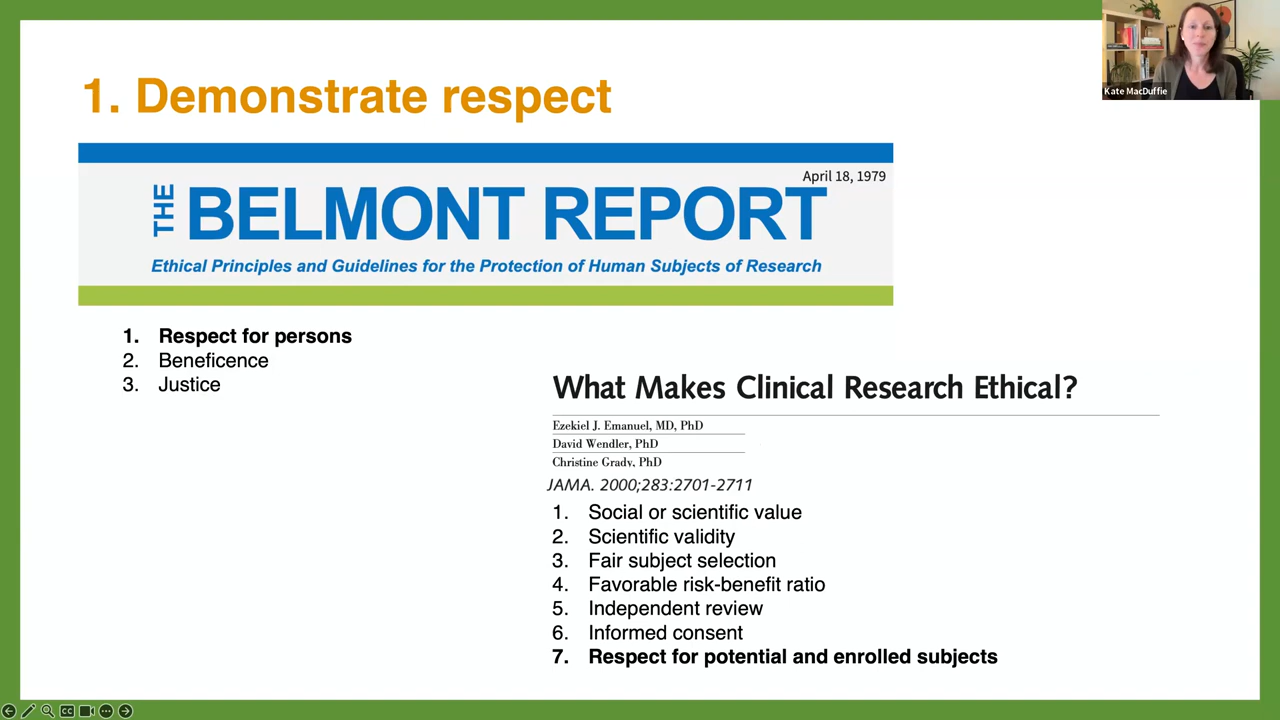 1. Demonstrate respect
Kate MacDuffie
April 18, 1979
THE BELMONT REPORT
Ethical Principles and Guidelines for the Protection of Human Subjects of Research
1. Respect for persons
2. Beneficence
3. Justice
What Makes Clinical Research Ethical?
Ezekiel J. Emanuel, MD, PhD
David Wendler, PhD
Christine Grady, PhD
JAMA. 2000;283:2701-2711
1. Social or scientific value
2. Scientific validity
3. Fair subject selection
4. Favorable risk-benefit ratio
5. Independent review
6. Informed consent
7. Respect for potential and enrolled subjects
CC